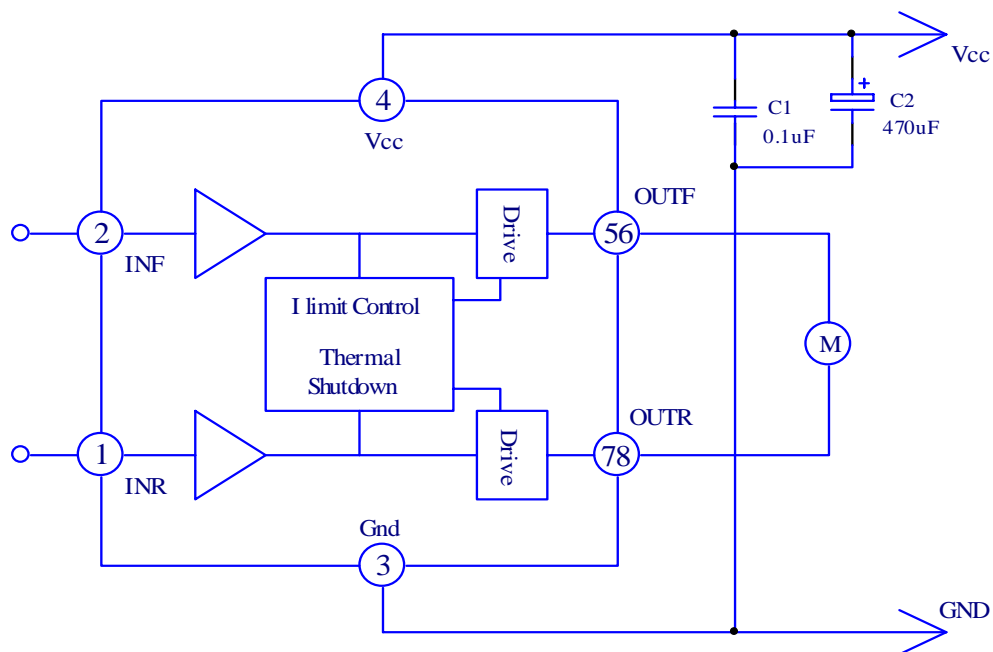 Vcc
4
Vcc
C1
0.1uF
+
C2
470uF
OUTF
2
INF
Drive
56
I limit Control
Thermal
Shutdown
M
OUTR
1
INR
Drive
78
Gnd
3
GND